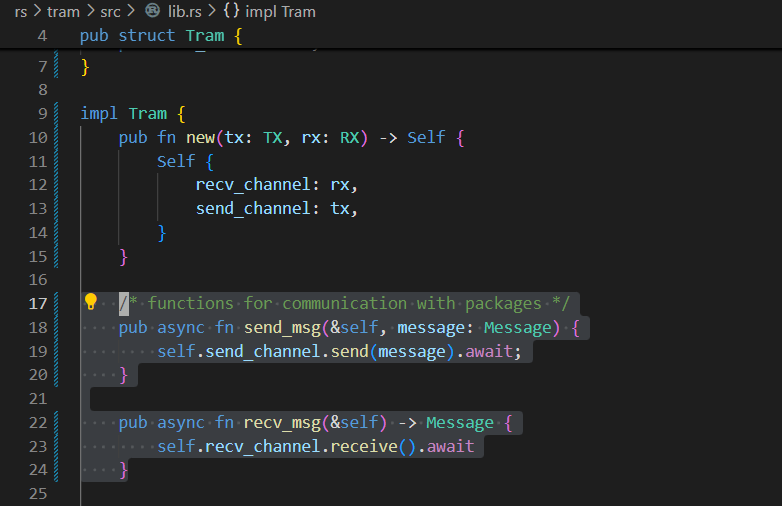 rs > tram > src > lib.rs > {} impl Tram
4 pub struct Tram {
7 }
8
9 impl Tram {
10 pub fn new(tx: TX, rx: RX) -> Self {
11 Self {
12 recv_channel: rx,
13 send_channel: tx,
14 }
15 }
16
17 /* functions for communication with packages */
18 pub async fn send_msg(&self, message: Message) {
19 self.send_channel.send(message).await;
20 }
21
22 pub async fn recv_msg(&self) -> Message {
23 self.recv_channel.receive().await
24 }
25